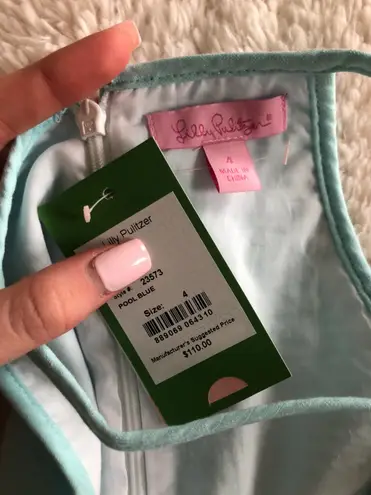 Lilly Pulitzer®
4
MADE IN
CHINA
Lilly Pulitzer
Style #: 23573
POOL BLUE
Size: 4
889069 064310
Manufacturer's Suggested Price
$110.00